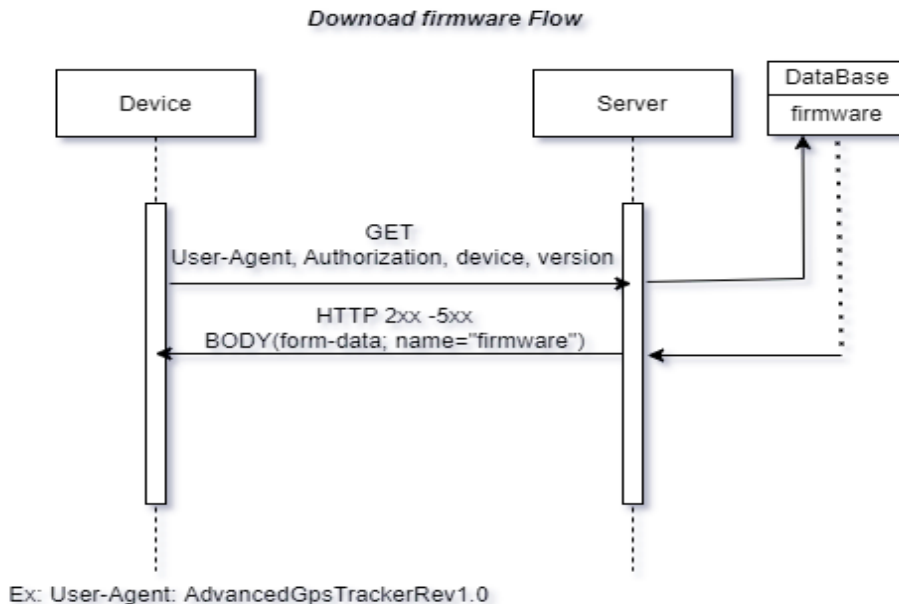 Downoad firmware Flow
Device
Server
DataBase
firmware
GET
User-Agent, Authorization, device, version
HTTP 2xx -5xx
BODY(form-data; name="firmware")
Ex: User-Agent: AdvancedGpsTrackerRev1.0